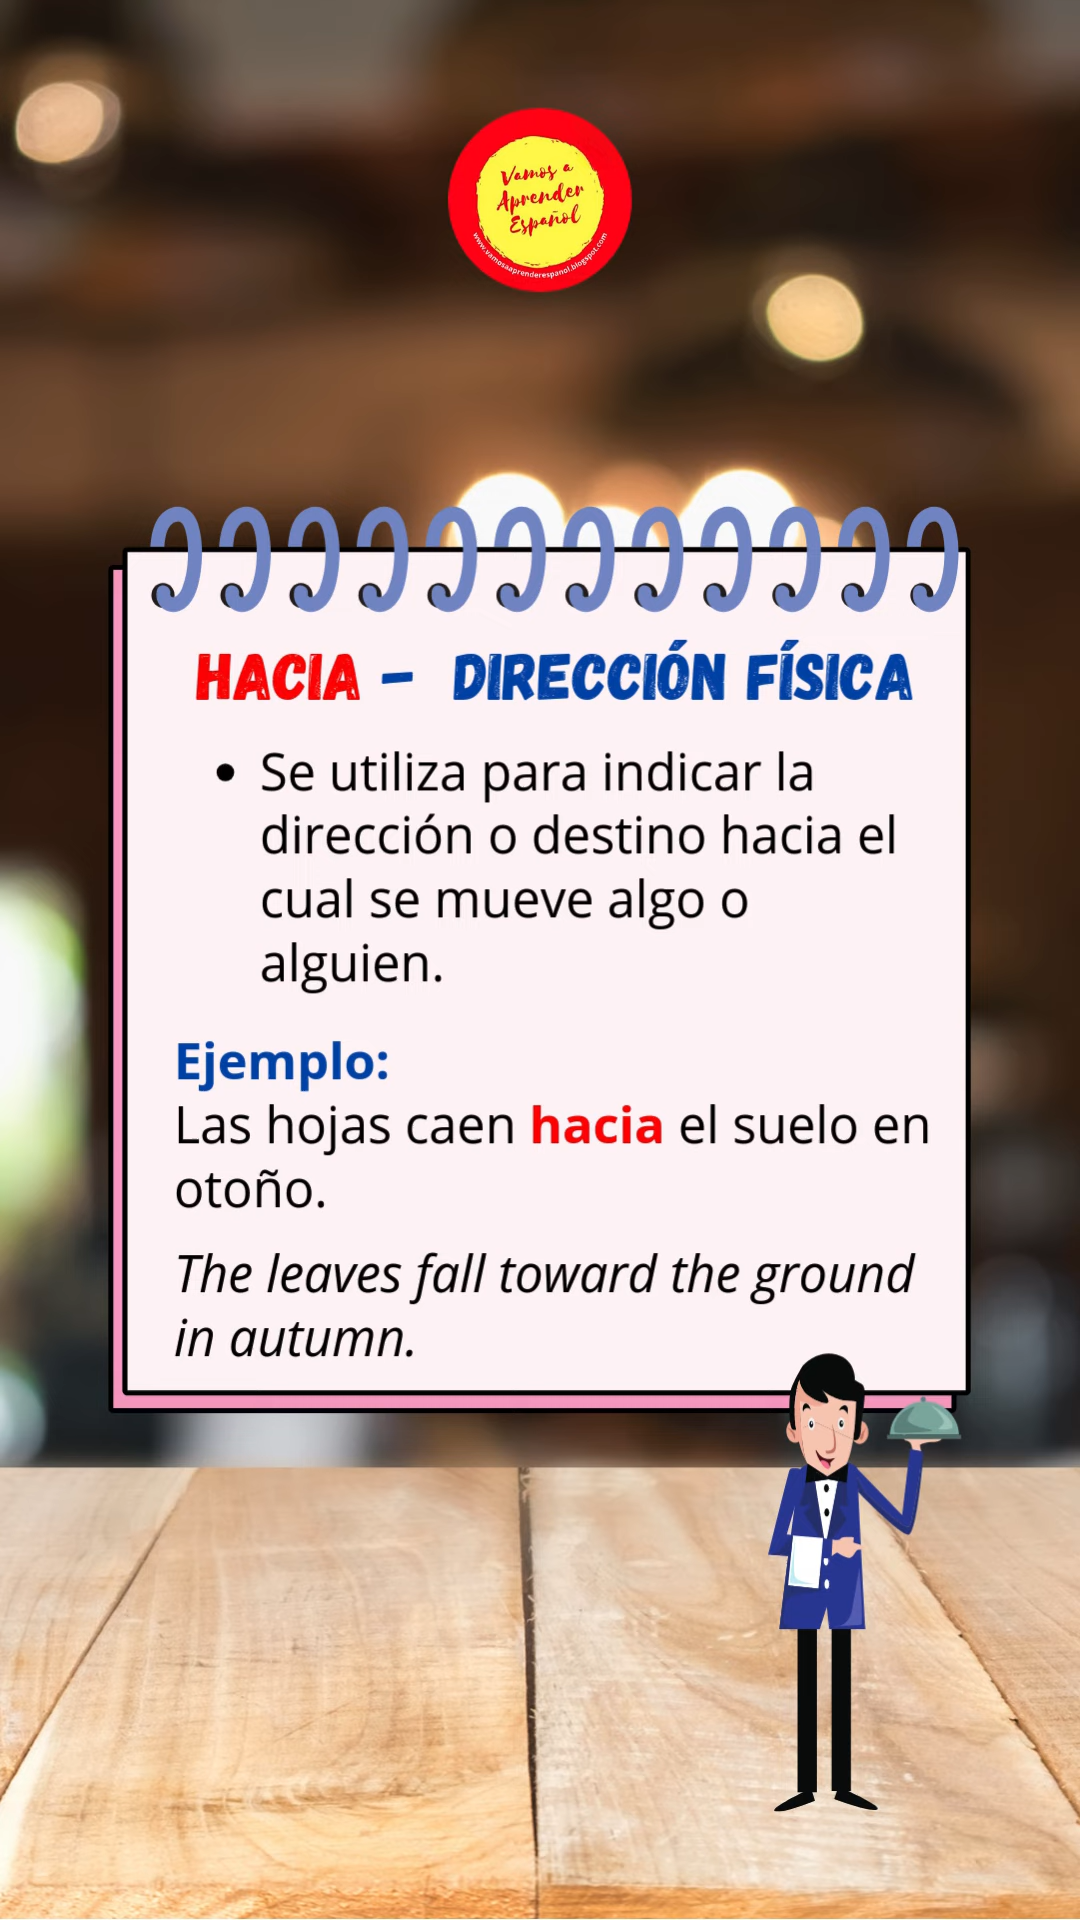 Vamos a
Aprender
Español
www.vamosaaprenderespanol.blogspot.com
HACIA – DIRECCIÓN FÍSICA
• Se utiliza para indicar la
dirección o destino hacia el
cual se mueve algo o
alguien.
Ejemplo:
Las hojas caen hacia el suelo en
otoño.
The leaves fall toward the ground
in autumn.